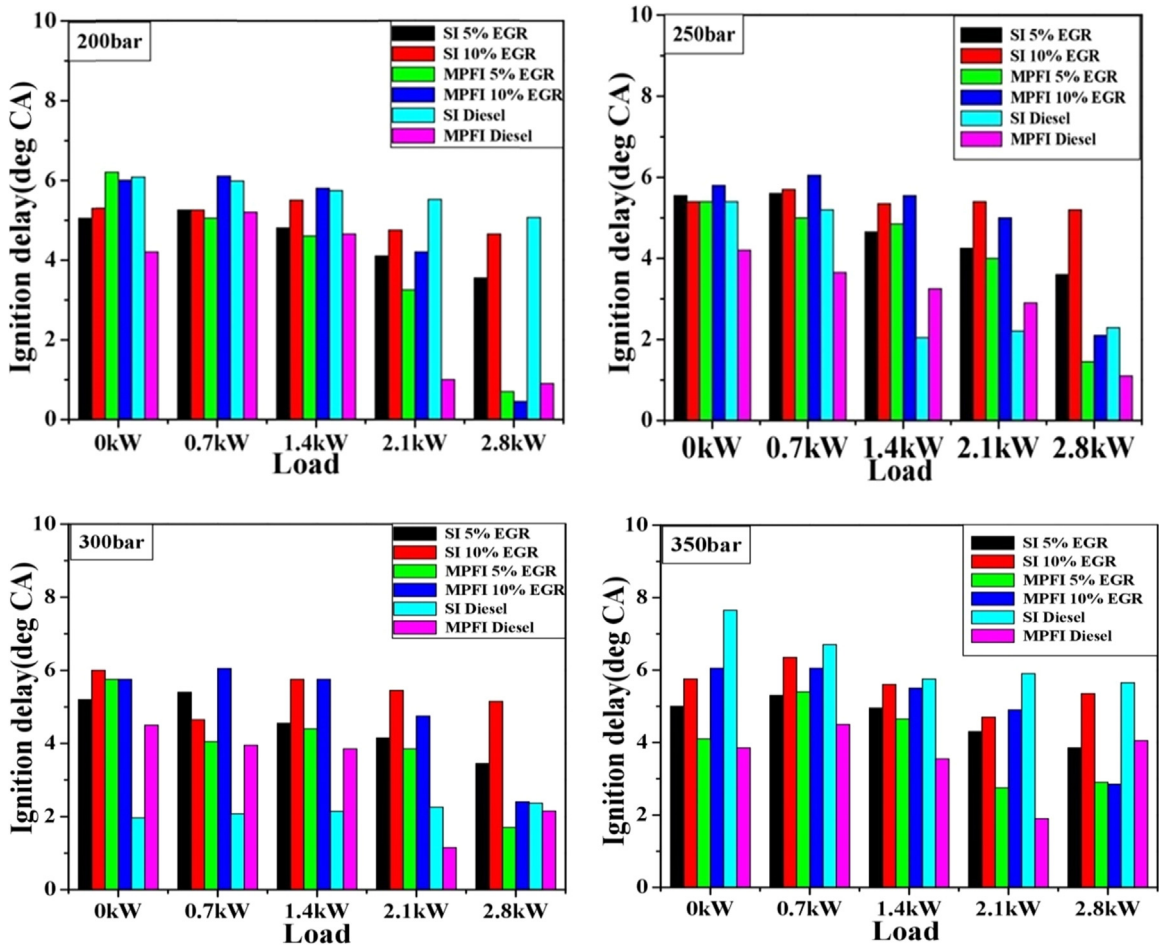 200bar
SI 5% EGR
SI 10% EGR
MPFI 5% EGR
MPFI 10% EGR
SI Diesel
MPFI Diesel
Ignition delay(deg CA)
10
8
6
4
2
0
0kW 0.7kW 1.4kW 2.1kW 2.8kW
Load
250bar
SI 5% EGR
SI 10% EGR
MPFI 5% EGR
MPFI 10% EGR
SI Diesel
MPFI Diesel
Ignition delay(deg CA)
10
8
6
4
2
0
0kW 0.7kW 1.4kW 2.1kW 2.8kW
Load
300bar
SI 5% EGR
SI 10% EGR
MPFI 5% EGR
MPFI 10% EGR
SI Diesel
MPFI Diesel
Ignition delay(deg CA)
10
8
6
4
2
0
0kW 0.7kW 1.4kW 2.1kW 2.8kW
Load
350bar
SI 5% EGR
SI 10% EGR
MPFI 5% EGR
MPFI 10% EGR
SI Diesel
MPFI Diesel
Ignition delay(deg CA)
10
8
6
4
2
0
0kW 0.7kW 1.4kW 2.1kW 2.8kW
Load